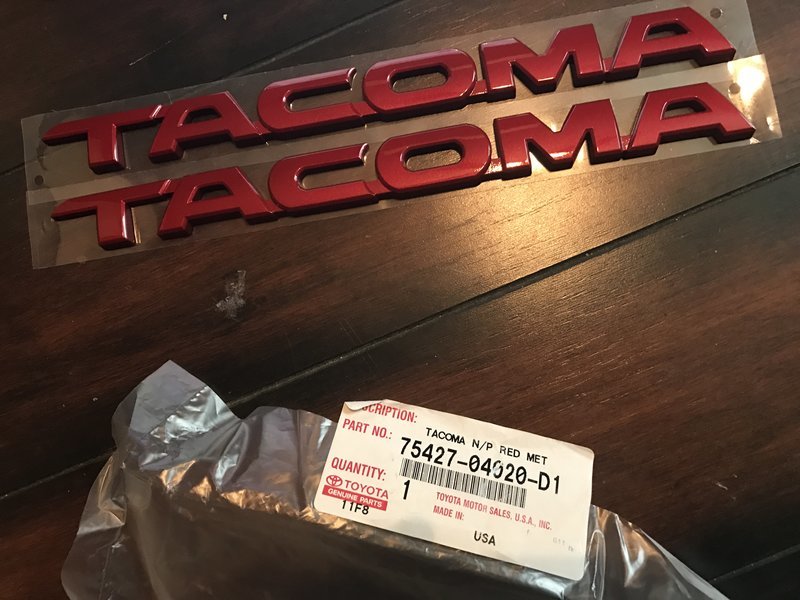 TACOMA
TACOMA
SCRIPTION:
TACOMA N/P RED MET
PART NO.:
75427-04020-D1
QUANTITY:
1
TOYOTA
GENUINE PARTS
11F8
TOYOTA MOTOR SALES, U.S.A., INC.
MADE IN:
USA